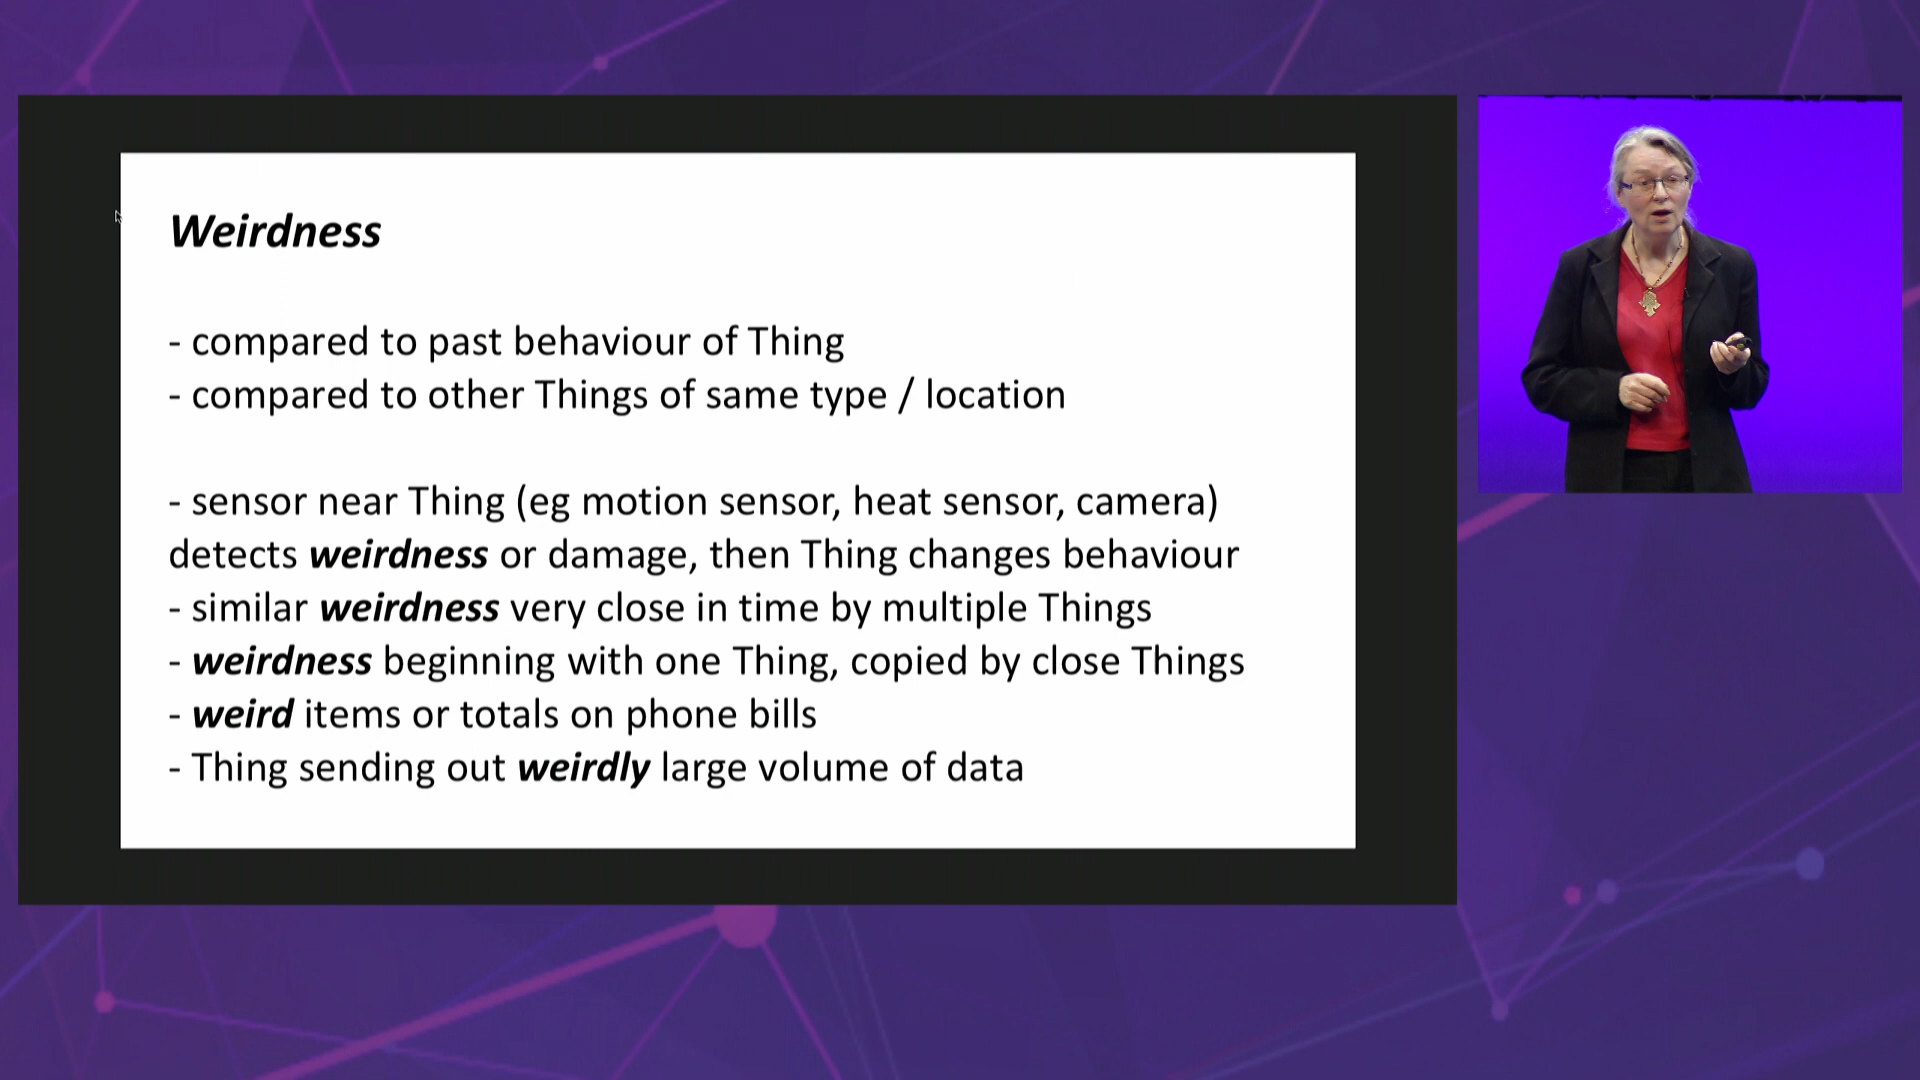 Weirdness
- compared to past behaviour of Thing
- compared to other Things of same type / location
- sensor near Thing (eg motion sensor, heat sensor, camera)
detects weirdness or damage, then Thing changes behaviour
- similar weirdness very close in time by multiple Things
- weirdness beginning with one Thing, copied by close Things
- weird items or totals on phone bills
- Thing sending out weirdly large volume of data